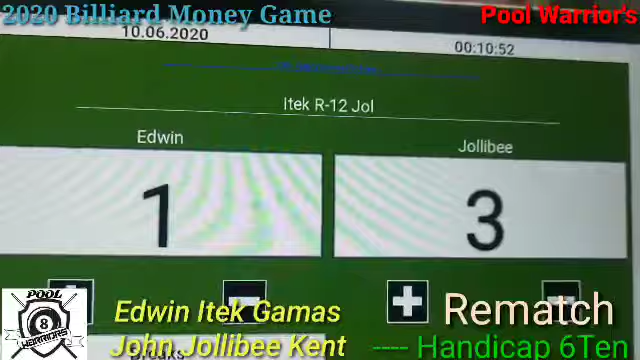 2020 Billiard Money Game
Pool Warrior's
10.06.2020
00:10:52
Itek R-12 Jol
Edwin
Jollibee
1
3
POOL
8
WARRIORS
Edwin Itek Gamas
Rematch
John Jollibee Kent
---- Handicap 6Ten